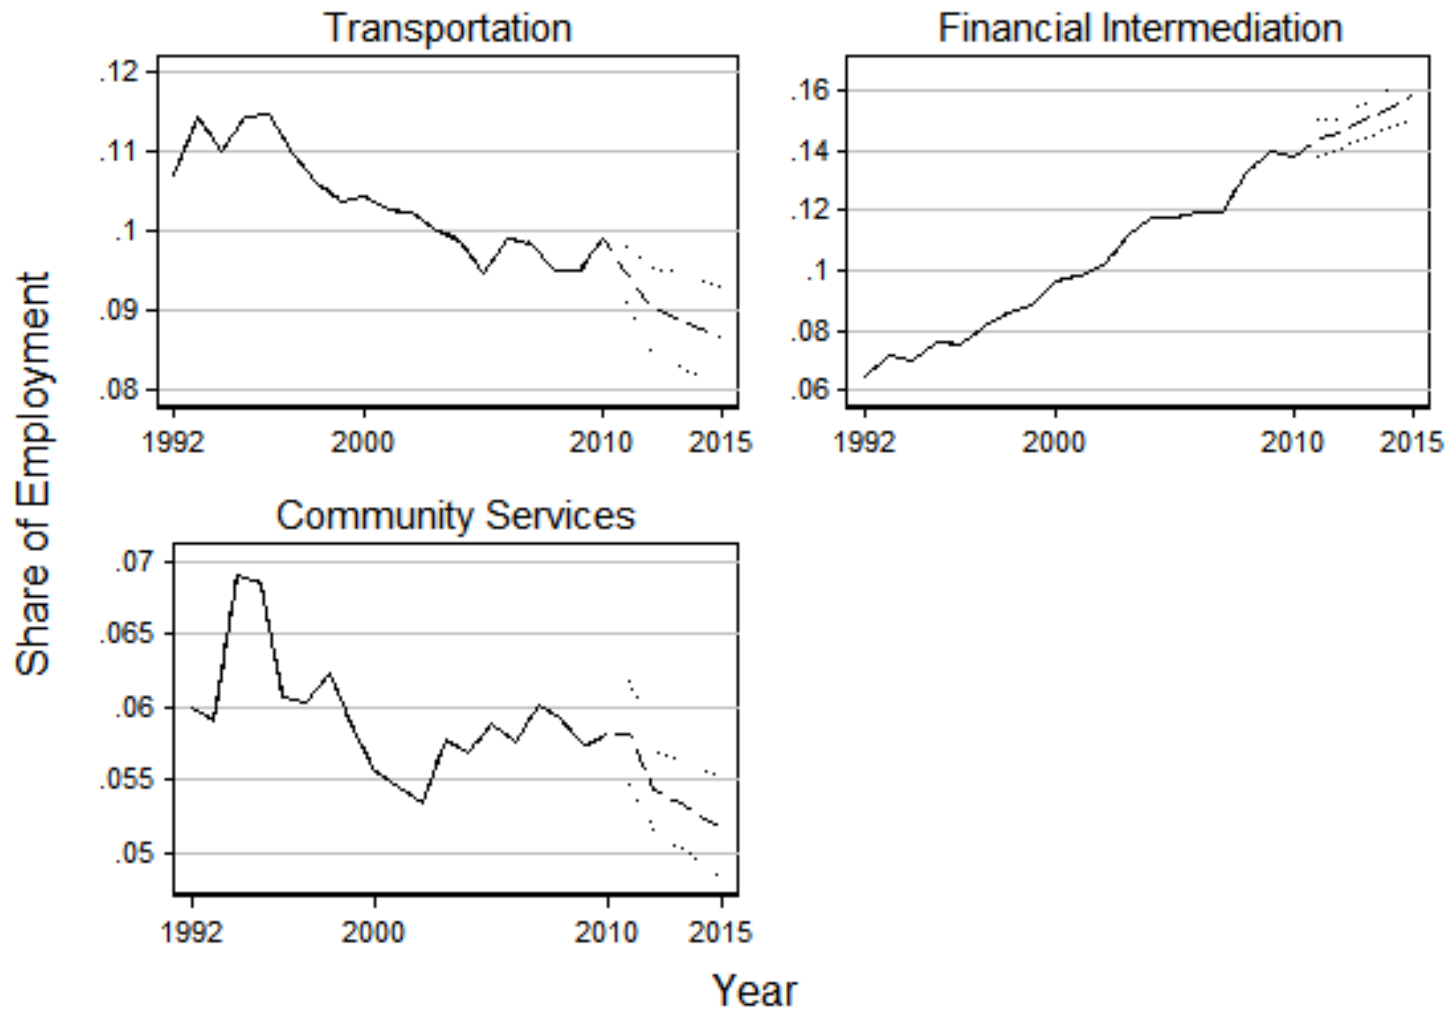 Transportation
.12
.11
.1
.09
.08
1992 2000 2010 2015
Financial Intermediation
.16
.14
.12
.1
.08
.06
1992 2000 2010 2015
Community Services
.07
.065
.06
.055
.05
1992 2000 2010 2015
Share of Employment
Year